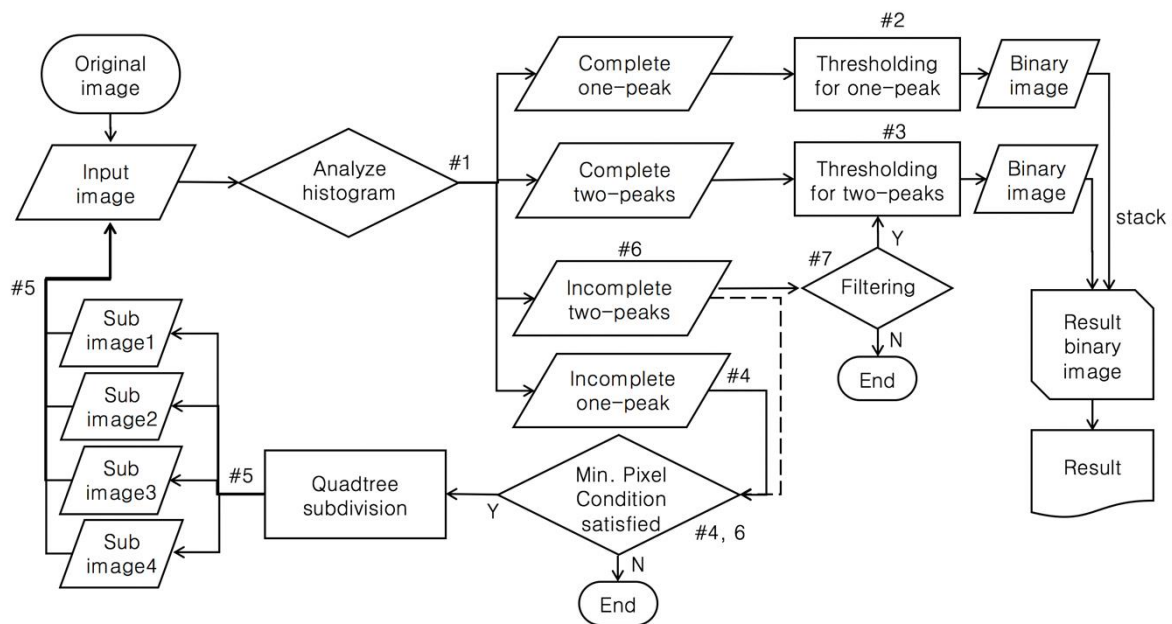 Original
image
Input
image
Analyze
histogram
#1
Complete
one-peak
#2
Thresholding
for one-peak
Binary
image
Complete
two-peaks
#3
Thresholding
for two-peaks
Binary
image
stack
#6
Incomplete
two-peaks
#7
Filtering
Y
N
End
Incomplete
one-peak
#4
Result
binary
image
Result
Min. Pixel
Condition
satisfied
#4, 6
Y
N
End
Quadtree
subdivision
#5
Sub
image1
Sub
image2
Sub
image3
Sub
image4
#5